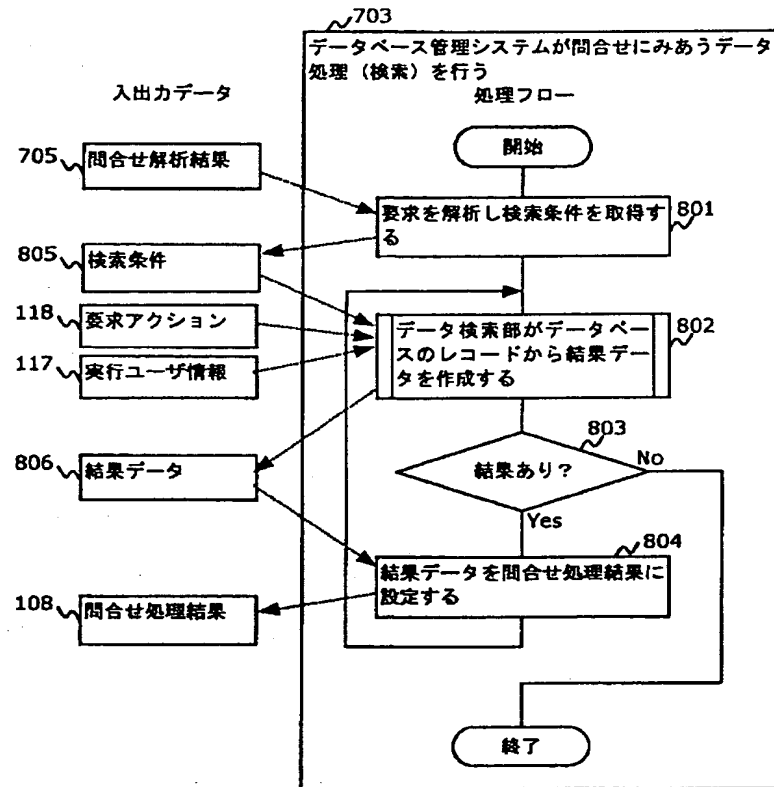 703
データベース管理システムが問合せにみあうデータ
処理（検索）を行う
入出力データ
処理フロー
開始
705
問合せ解析結果
801
要求を解析し検索条件を取得す
る
805
検索条件
118
要求アクション
117
実行ユーザ情報
802
データ検索部がデータベー
スのレコードから結果デー
タを作成する
806
結果データ
803
結果あり？
No
Yes
804
結果データを問合せ処理結果に
設定する
108
問合せ処理結果
終了